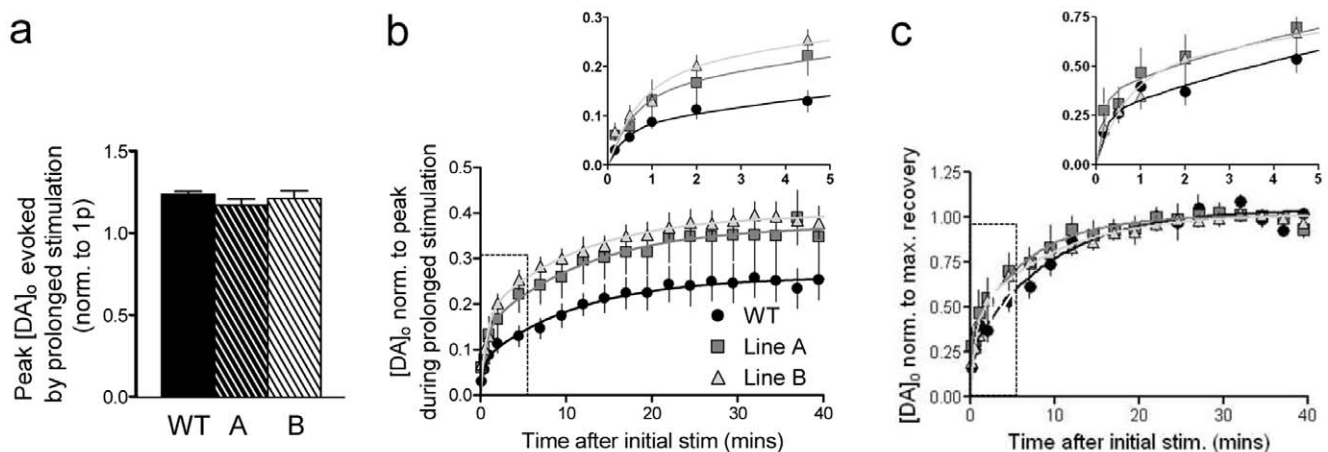 a
Peak [DA]₀ evoked
by prolonged stimulation
(norm. to 1p)
1.5
1.0
0.5
0.0
WT A B
b
0.3
0.2
0.1
0.0
0 1 2 3 4 5
[DA]₀ norm. to peak
during prolonged stimulation
0.5
0.4
0.3
0.2
0.1
0.0
WT
Line A
Line B
0 10 20 30 40
Time after initial stim (mins)
c
0.75
0.50
0.25
0.00
0 1 2 3 4 5
[DA]₀ norm. to max. recovery
1.25
1.00
0.75
0.50
0.25
0.00
0 10 20 30 40
Time after initial stim. (mins)